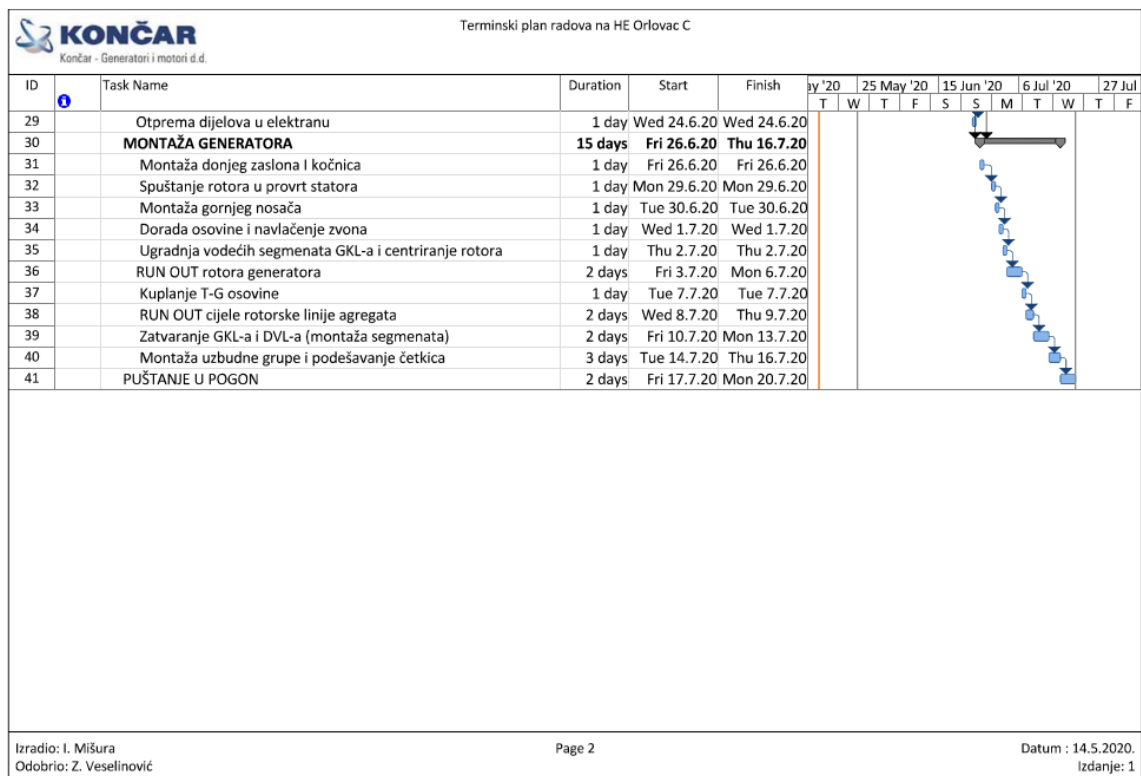 KONČAR
Končar - Generatori i motori d.d.
Terminski plan radova na HE Orlovac C
ID Task Name Duration Start Finish ay '20 25 May '20 15 Jun '20 6 Jul '20 27 Jul
T W T F S S M T W T F
29 Otprema dijelova u elektranu 1 day Wed 24.6.20 Wed 24.6.20
30 MONTAŽA GENERATORA 15 days Fri 26.6.20 Thu 16.7.20
31 Montaža donjeg zaslona I kočnica 1 day Fri 26.6.20 Fri 26.6.20
32 Spuštanje rotora u provrt statora 1 day Mon 29.6.20 Mon 29.6.20
33 Montaža gornjeg nosača 1 day Tue 30.6.20 Tue 30.6.20
34 Dorada osovine i navlačenje zvona 1 day Wed 1.7.20 Wed 1.7.20
35 Ugradnja vodećih segmenata GKL-a i centriranje rotora 1 day Thu 2.7.20 Thu 2.7.20
36 RUN OUT rotora generatora 2 days Fri 3.7.20 Mon 6.7.20
37 Kuplanje T-G osovine 1 day Tue 7.7.20 Tue 7.7.20
38 RUN OUT cijele rotorske linije agregata 2 days Wed 8.7.20 Thu 9.7.20
39 Zatvaranje GKL-a i DVL-a (montaža segmenata) 2 days Fri 10.7.20 Mon 13.7.20
40 Montaža uzbudne grupe i podešavanje četkica 3 days Tue 14.7.20 Thu 16.7.20
41 PUŠTANJE U POGON 2 days Fri 17.7.20 Mon 20.7.20
Izradio: I. Mišura Page 2 Datum : 14.5.2020.
Odobrio: Z. Veselinović Izdanje: 1